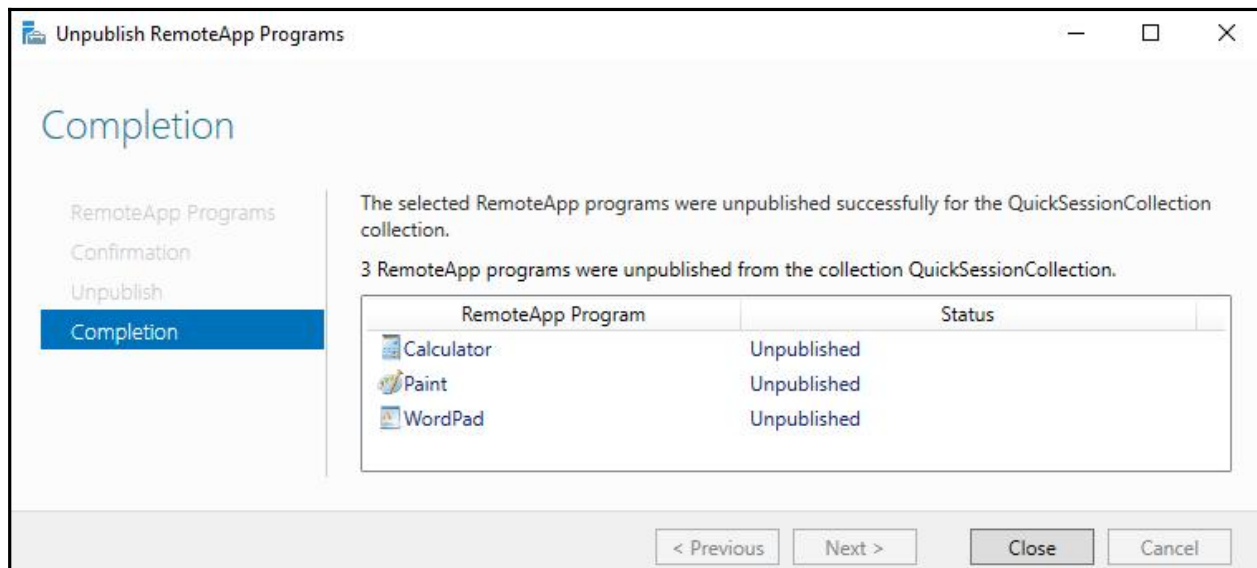 Unpublish RemoteApp Programs
Completion
RemoteApp Programs
Confirmation
Unpublish
Completion
The selected RemoteApp programs were unpublished successfully for the QuickSessionCollection
collection.
3 RemoteApp programs were unpublished from the collection QuickSessionCollection.
RemoteApp Program Status
Calculator Unpublished
Paint Unpublished
WordPad Unpublished
< Previous Next > Close Cancel